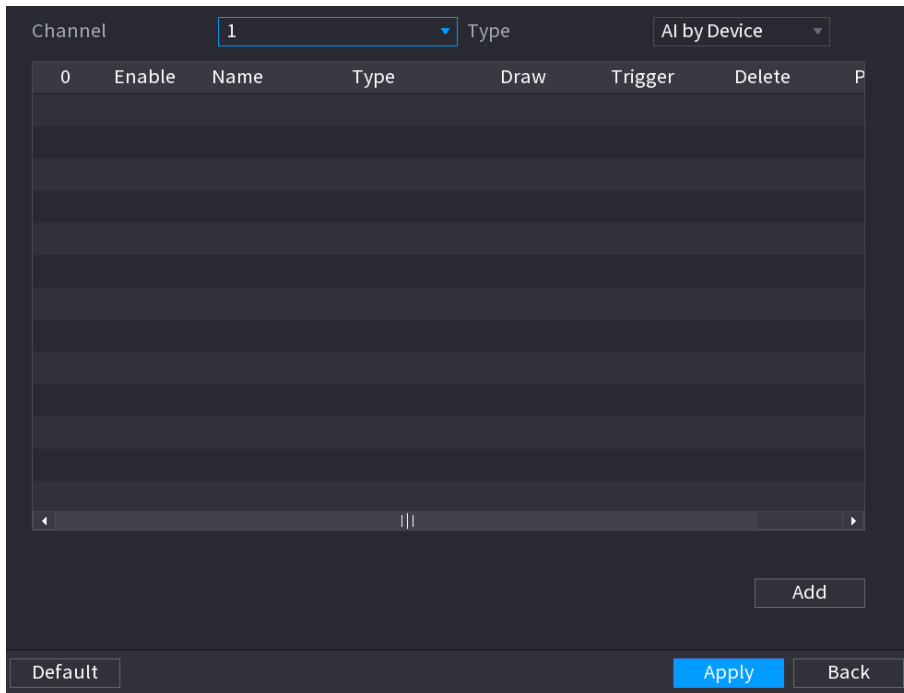 Channel 1 Type AI by Device
0 Enable Name Type Draw Trigger Delete P
Add
Default Apply Back